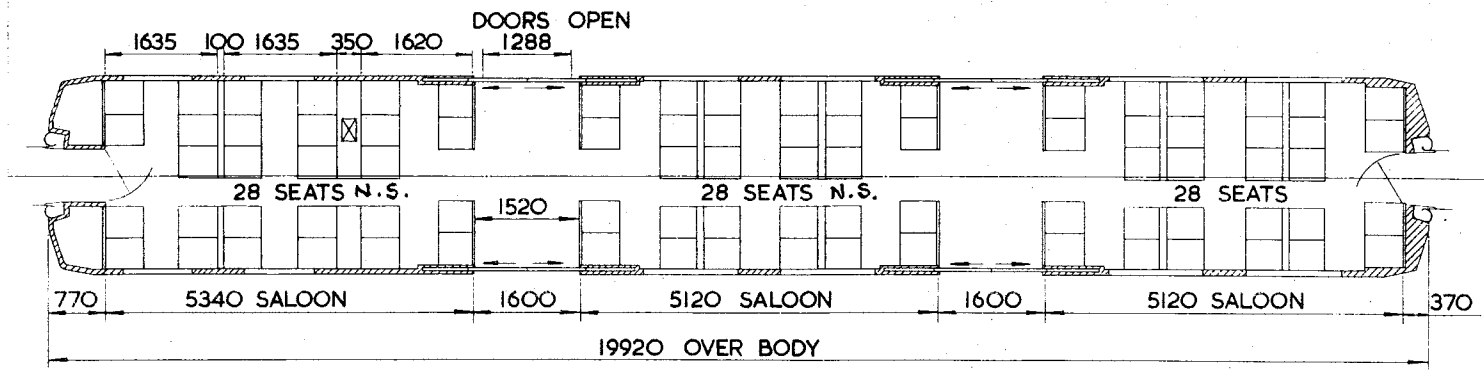 DOORS OPEN
1635 100 1635 350 1620 1288
28 SEATS N.S. 28 SEATS N.S. 28 SEATS
1520
770 5340 SALOON 1600 5120 SALOON 1600 5120 SALOON 370
19920 OVER BODY